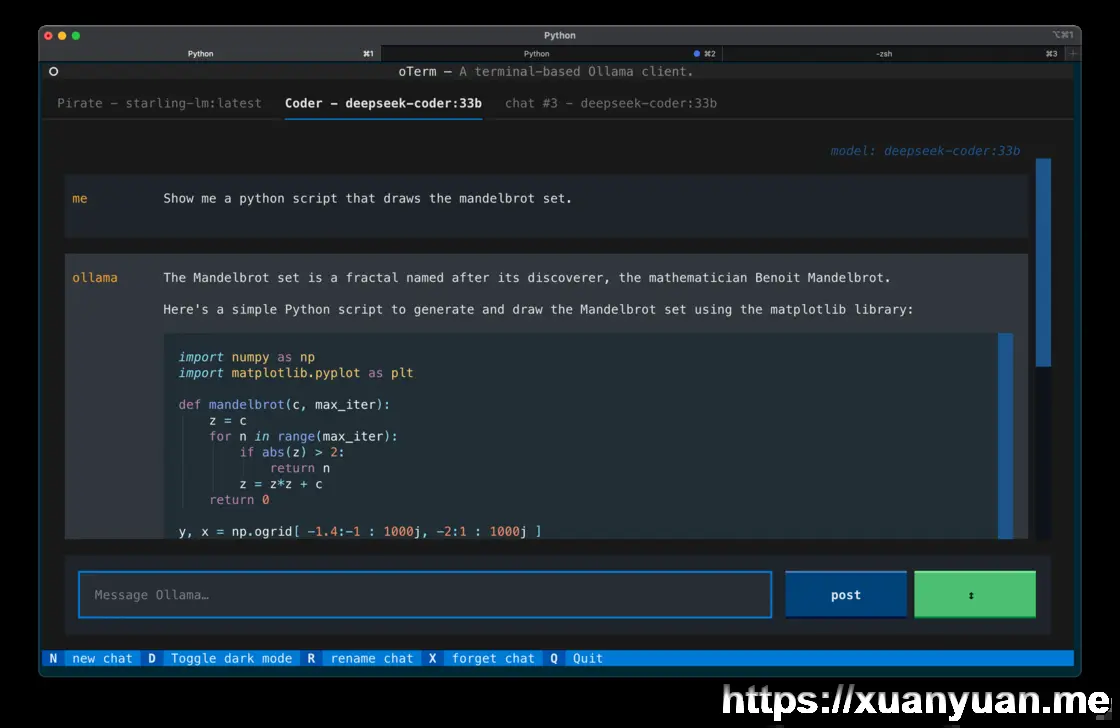 Python
⌥⌘1
Python ⌘1 Python ⌘2 -zsh ⌘3 +
oTerm — A terminal-based Ollama client.
Pirate - starling-lm:latest Coder - deepseek-coder:33b chat #3 - deepseek-coder:33b
model: deepseek-coder:33b
me Show me a python script that draws the mandelbrot set.
ollama The Mandelbrot set is a fractal named after its discoverer, the mathematician Benoit Mandelbrot.
Here's a simple Python script to generate and draw the Mandelbrot set using the matplotlib library:
import numpy as np
import matplotlib.pyplot as plt
def mandelbrot(c, max_iter):
    z = c
    for n in range(max_iter):
        if abs(z) > 2:
            return n
        z = z*z + c
    return 0
y, x = np.ogrid[ -1.4:-1 : 1000j, -2:1 : 1000j ]
Message Ollama…
post
↕
N new chat D Toggle dark mode R rename chat X forget chat Q Quit
https://xuanyuan.me